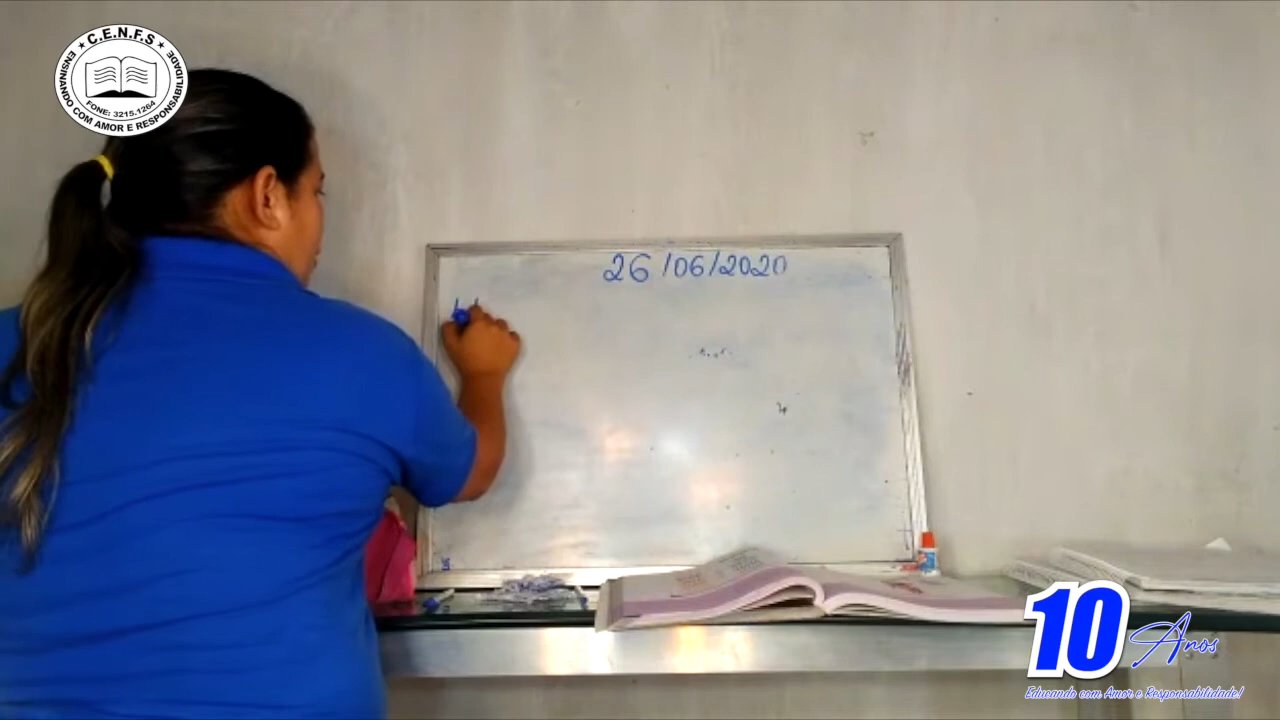 ★ C.E.N.F.S ★
ENSINANDO COM AMOR E RESPONSABILIDADE
FONE: 3215.1264
26/06/2020
10 Anos
Educando com Amor e Responsabilidade!